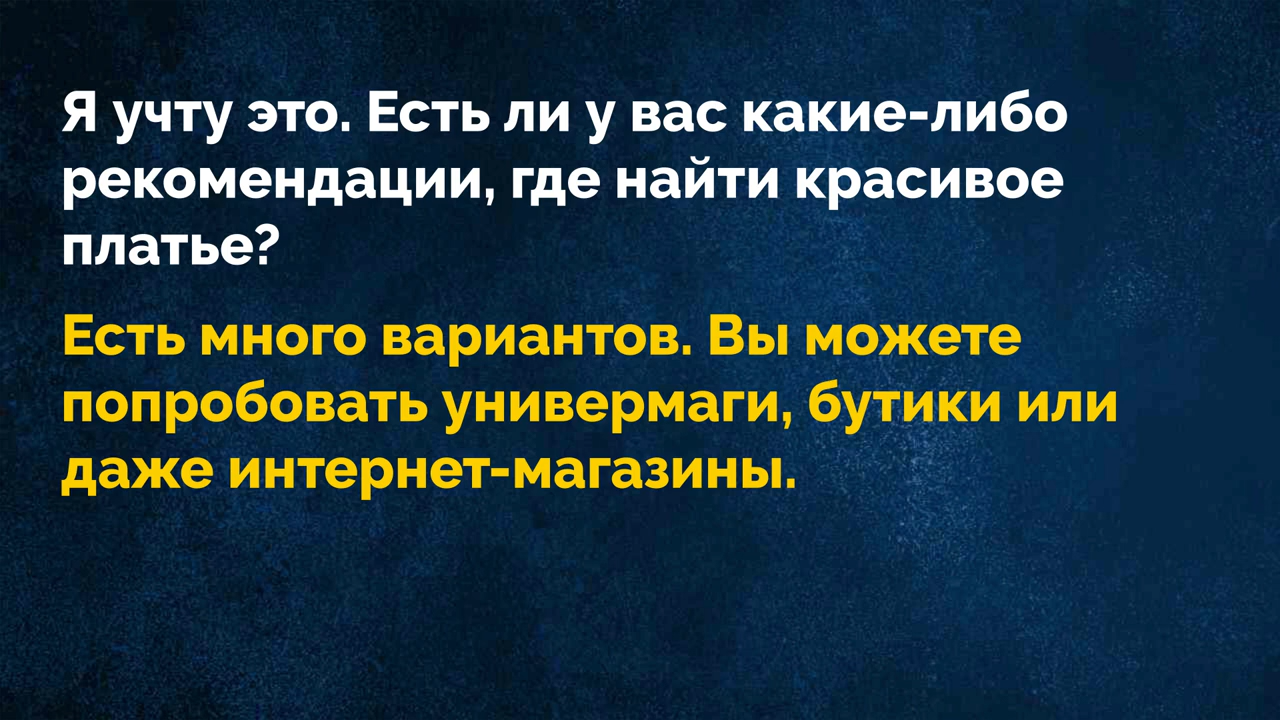 Я учту это. Есть ли у вас какие-либо
рекомендации, где найти красивое
платье?
Есть много вариантов. Вы можете
попробовать универмаги, бутики или
даже интернет-магазины.